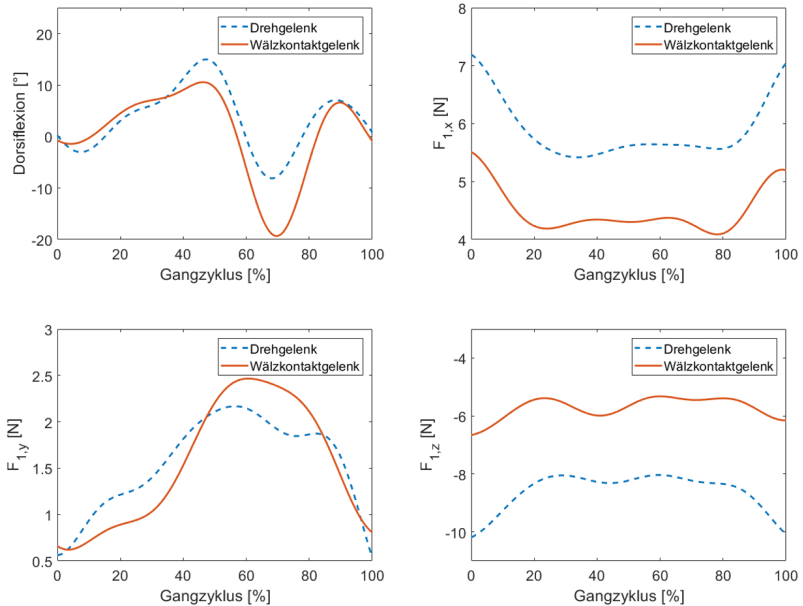 Drehgelenk
Wälzkontaktgelenk
Dorsiflexion [°]
20
10
0
-10
-20
0 20 40 60 80 100
Gangzyklus [%]
Drehgelenk
Wälzkontaktgelenk
F1,x [N]
8
7
6
5
4
0 20 40 60 80 100
Gangzyklus [%]
Drehgelenk
Wälzkontaktgelenk
F1,y [N]
3
2.5
2
1.5
1
0.5
0 20 40 60 80 100
Gangzyklus [%]
Drehgelenk
Wälzkontaktgelenk
F1,z [N]
-4
-6
-8
-10
0 20 40 60 80 100
Gangzyklus [%]